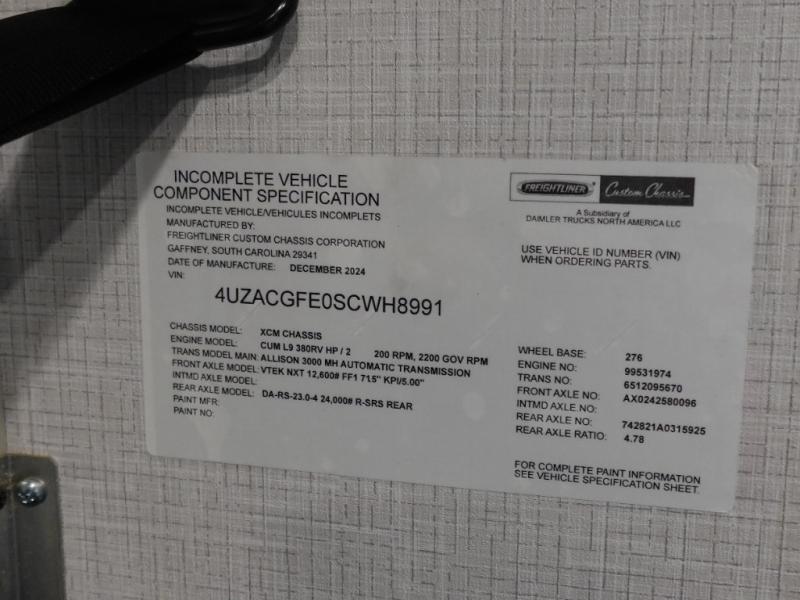 INCOMPLETE VEHICLE
COMPONENT SPECIFICATION
INCOMPLETE VEHICLE/VEHICULES INCOMPLETS
MANUFACTURED BY:
FREIGHTLINER CUSTOM CHASSIS CORPORATION
GAFFNEY, SOUTH CAROLINA 29341
DATE OF MANUFACTURE: DECEMBER 2024
VIN:
4UZACGFE0SCWH8991
CHASSIS MODEL: XCM CHASSIS
ENGINE MODEL: CUM L9 380RV HP / 2 200 RPM, 2200 GOV RPM
TRANS MODEL MAIN: ALLISON 3000 MH AUTOMATIC TRANSMISSION
FRONT AXLE MODEL: VTEK NXT 12,600# FF1 71.5" KPI/5.00"
INTMD AXLE MODEL:
REAR AXLE MODEL: DA-RS-23.0-4 24,000# R-SRS REAR
PAINT MFR:
PAINT NO:
FREIGHTLINER® Custom Chassis
A Subsidiary of
DAIMLER TRUCKS NORTH AMERICA LLC
USE VEHICLE ID NUMBER (VIN)
WHEN ORDERING PARTS.
WHEEL BASE: 276
ENGINE NO: 99531974
TRANS NO: 6512095670
FRONT AXLE NO: AX0242580096
INTMD AXLE.NO:
REAR AXLE NO: 742821A0315925
REAR AXLE RATIO: 4.78
FOR COMPLETE PAINT INFORMATION
SEE VEHICLE SPECIFICATION SHEET.